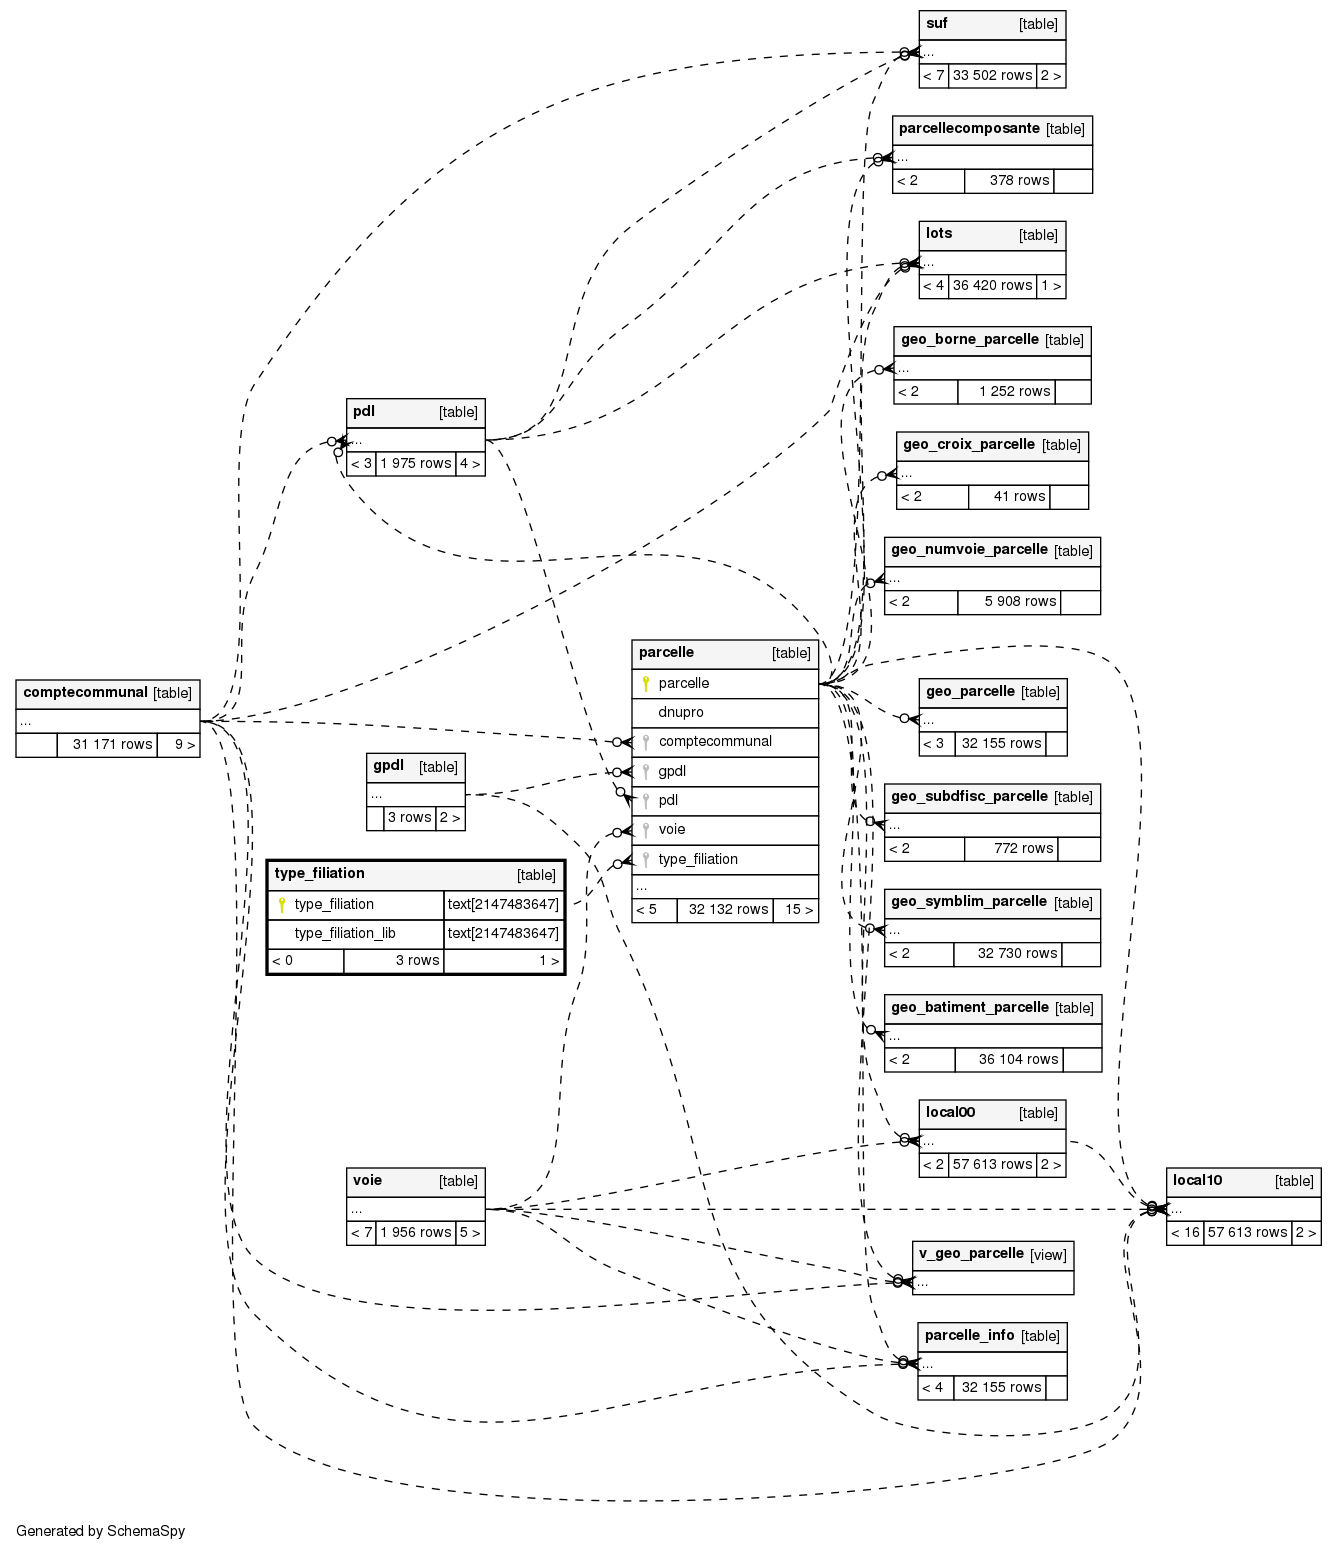 suf [table]
...
< 7 33 502 rows 2 >
parcellecomposante [table]
...
< 2 378 rows
lots [table]
...
< 4 36 420 rows 1 >
geo_borne_parcelle [table]
...
< 2 1 252 rows
pdl [table]
...
< 3 1 975 rows 4 >
geo_croix_parcelle [table]
...
< 2 41 rows
geo_numvoie_parcelle [table]
...
< 2 5 908 rows
comptecommunal [table]
...
31 171 rows 9 >
parcelle [table]
parcelle
dnupro
comptecommunal
gpdl
pdl
voie
type_filiation
...
< 5 32 132 rows 15 >
geo_parcelle [table]
...
< 3 32 155 rows
gpdl [table]
...
3 rows 2 >
geo_subdfisc_parcelle [table]
...
< 2 772 rows
type_filiation [table]
type_filiation text[2147483647]
type_filiation_lib text[2147483647]
< 0 3 rows 1 >
geo_symblim_parcelle [table]
...
< 2 32 730 rows
geo_batiment_parcelle [table]
...
< 2 36 104 rows
local00 [table]
...
< 2 57 613 rows 2 >
voie [table]
...
< 7 1 956 rows 5 >
local10 [table]
...
< 16 57 613 rows 2 >
v_geo_parcelle [view]
...
parcelle_info [table]
...
< 4 32 155 rows
Generated by SchemaSpy